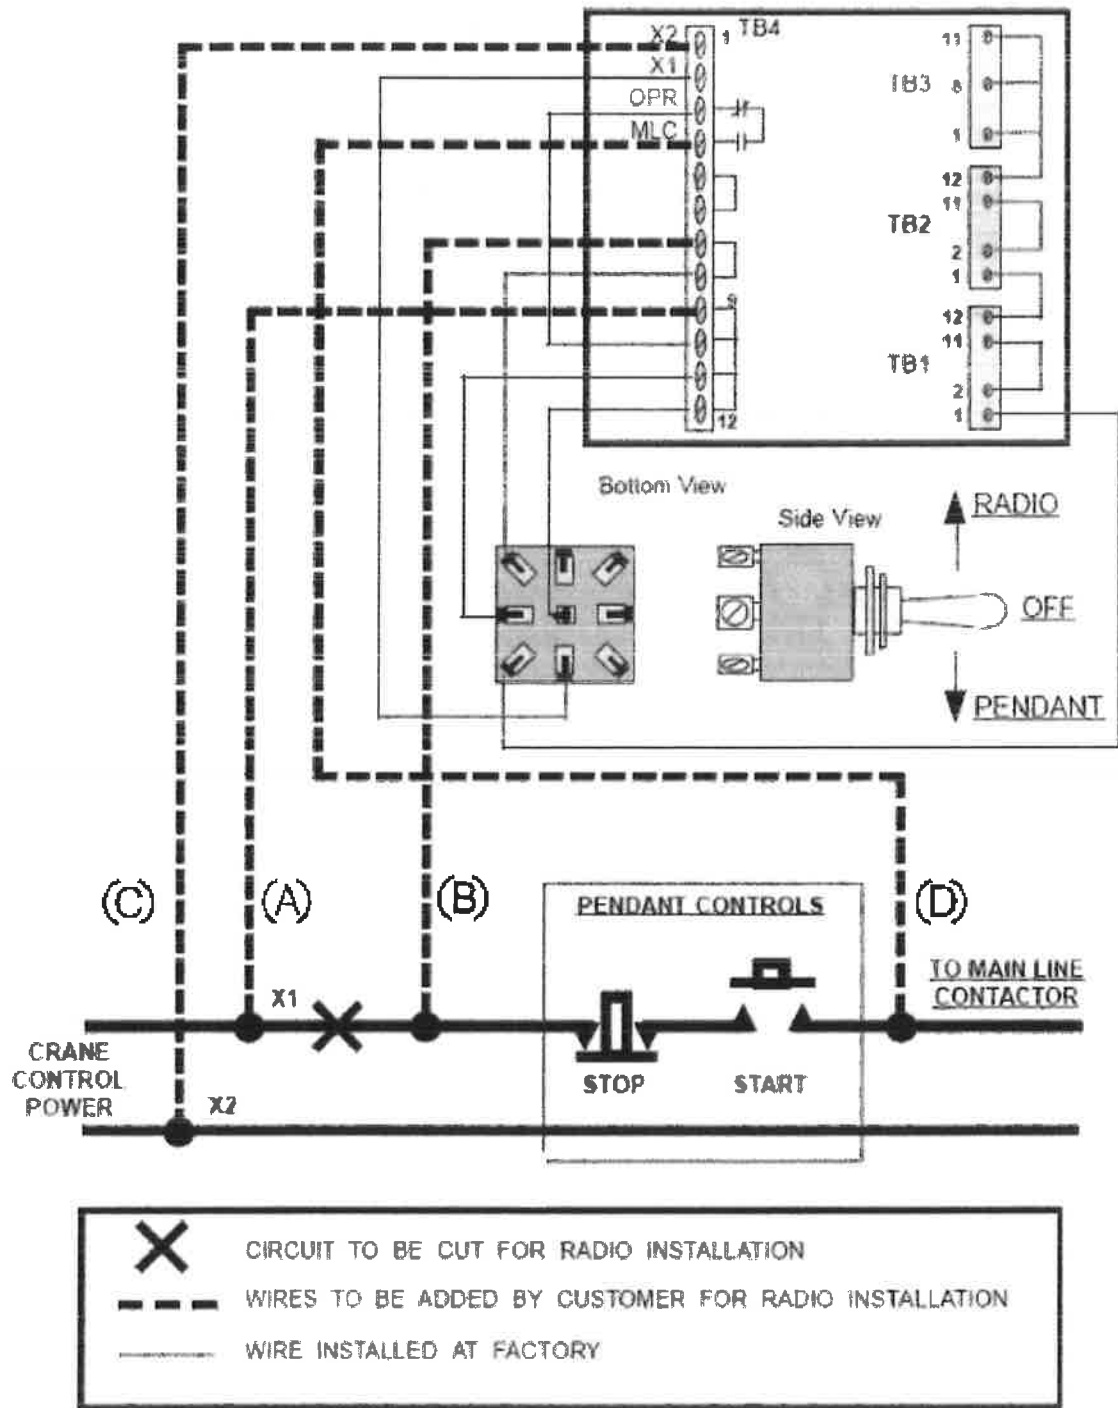 X2
1 TB4
X1
OPR
MLC
9
12
11
TB3
8
1
12
11
TB2
2
1
12
11
TB1
2
1
Bottom View
Side View
RADIO
OFF
PENDANT
(C)
(A)
(B)
(D)
PENDANT CONTROLS
TO MAIN LINE
CONTACTOR
X1
CRANE
CONTROL
POWER
STOP
START
X2
CIRCUIT TO BE CUT FOR RADIO INSTALLATION
WIRES TO BE ADDED BY CUSTOMER FOR RADIO INSTALLATION
WIRE INSTALLED AT FACTORY